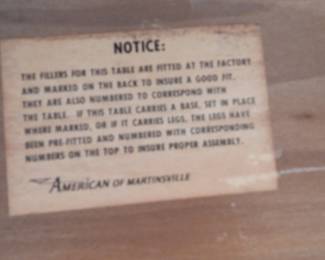 NOTICE:
THE FILLERS FOR THIS TABLE ARE FITTED AT THE FACTORY
AND MARKED ON THE BACK TO INSURE A GOOD FIT.
THEY ARE ALSO NUMBERED TO CORRESPOND WITH
THE TABLE. IF THIS TABLE CARRIES A BASE, SET IN PLACE
WHERE MARKED, OR IF IT CARRIES LEGS, THE LEGS HAVE
BEEN PRE-FITTED AND NUMBERED WITH CORRESPONDING
NUMBERS ON THE TOP TO INSURE PROPER ASSEMBLY.
AMERICAN OF MARTINSVILLE